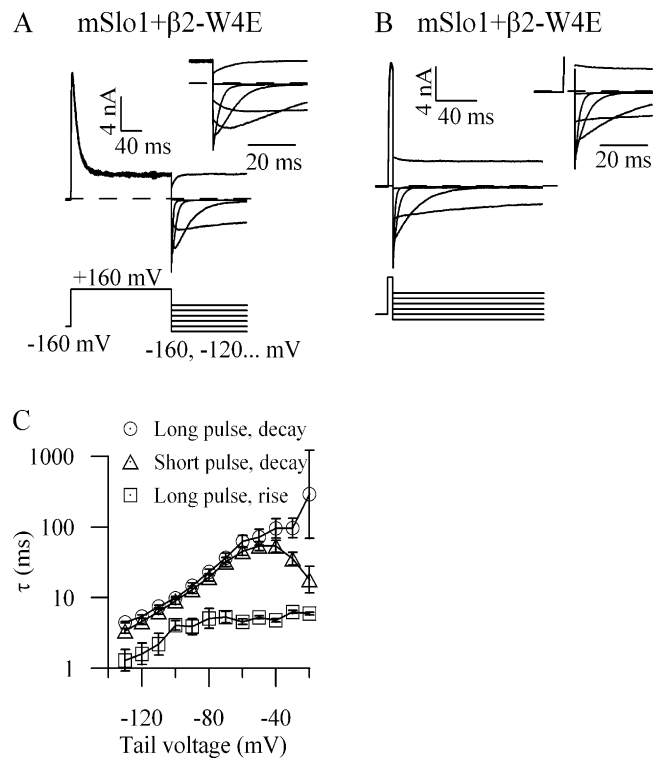 A
mSlo1+β2-W4E
4 nA
40 ms
20 ms
+160 mV
-160 mV
-160, -120... mV
B
mSlo1+β2-W4E
4 nA
40 ms
20 ms
C
Long pulse, decay
Short pulse, decay
Long pulse, rise
1000
100
10
1
τ (ms)
-120
-80
-40
Tail voltage (mV)